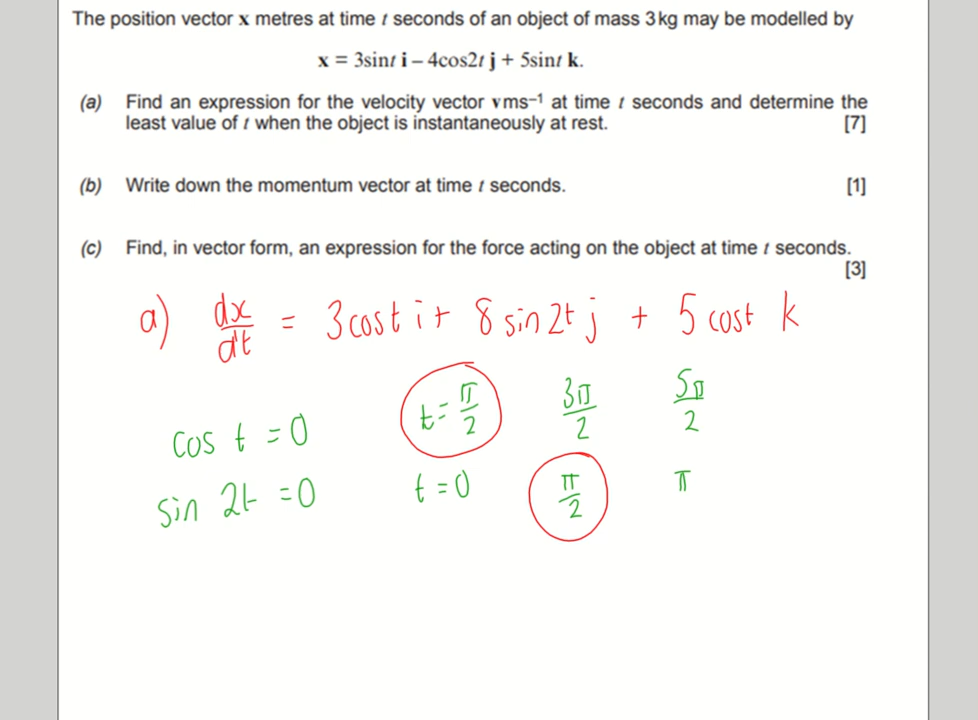 The position vector x metres at time t seconds of an object of mass 3 kg may be modelled by
x = 3sint i – 4cos2t j + 5sint k.
(a) Find an expression for the velocity vector v ms⁻¹ at time t seconds and determine the
least value of t when the object is instantaneously at rest. [7]
(b) Write down the momentum vector at time t seconds. [1]
(c) Find, in vector form, an expression for the force acting on the object at time t seconds.
[3]
a) dx/dt = 3cost i + 8 sin2t j + 5 cost k
cos t = 0 t = π/2 3π/2 5π/2
sin 2t = 0 t = 0 π/2 π